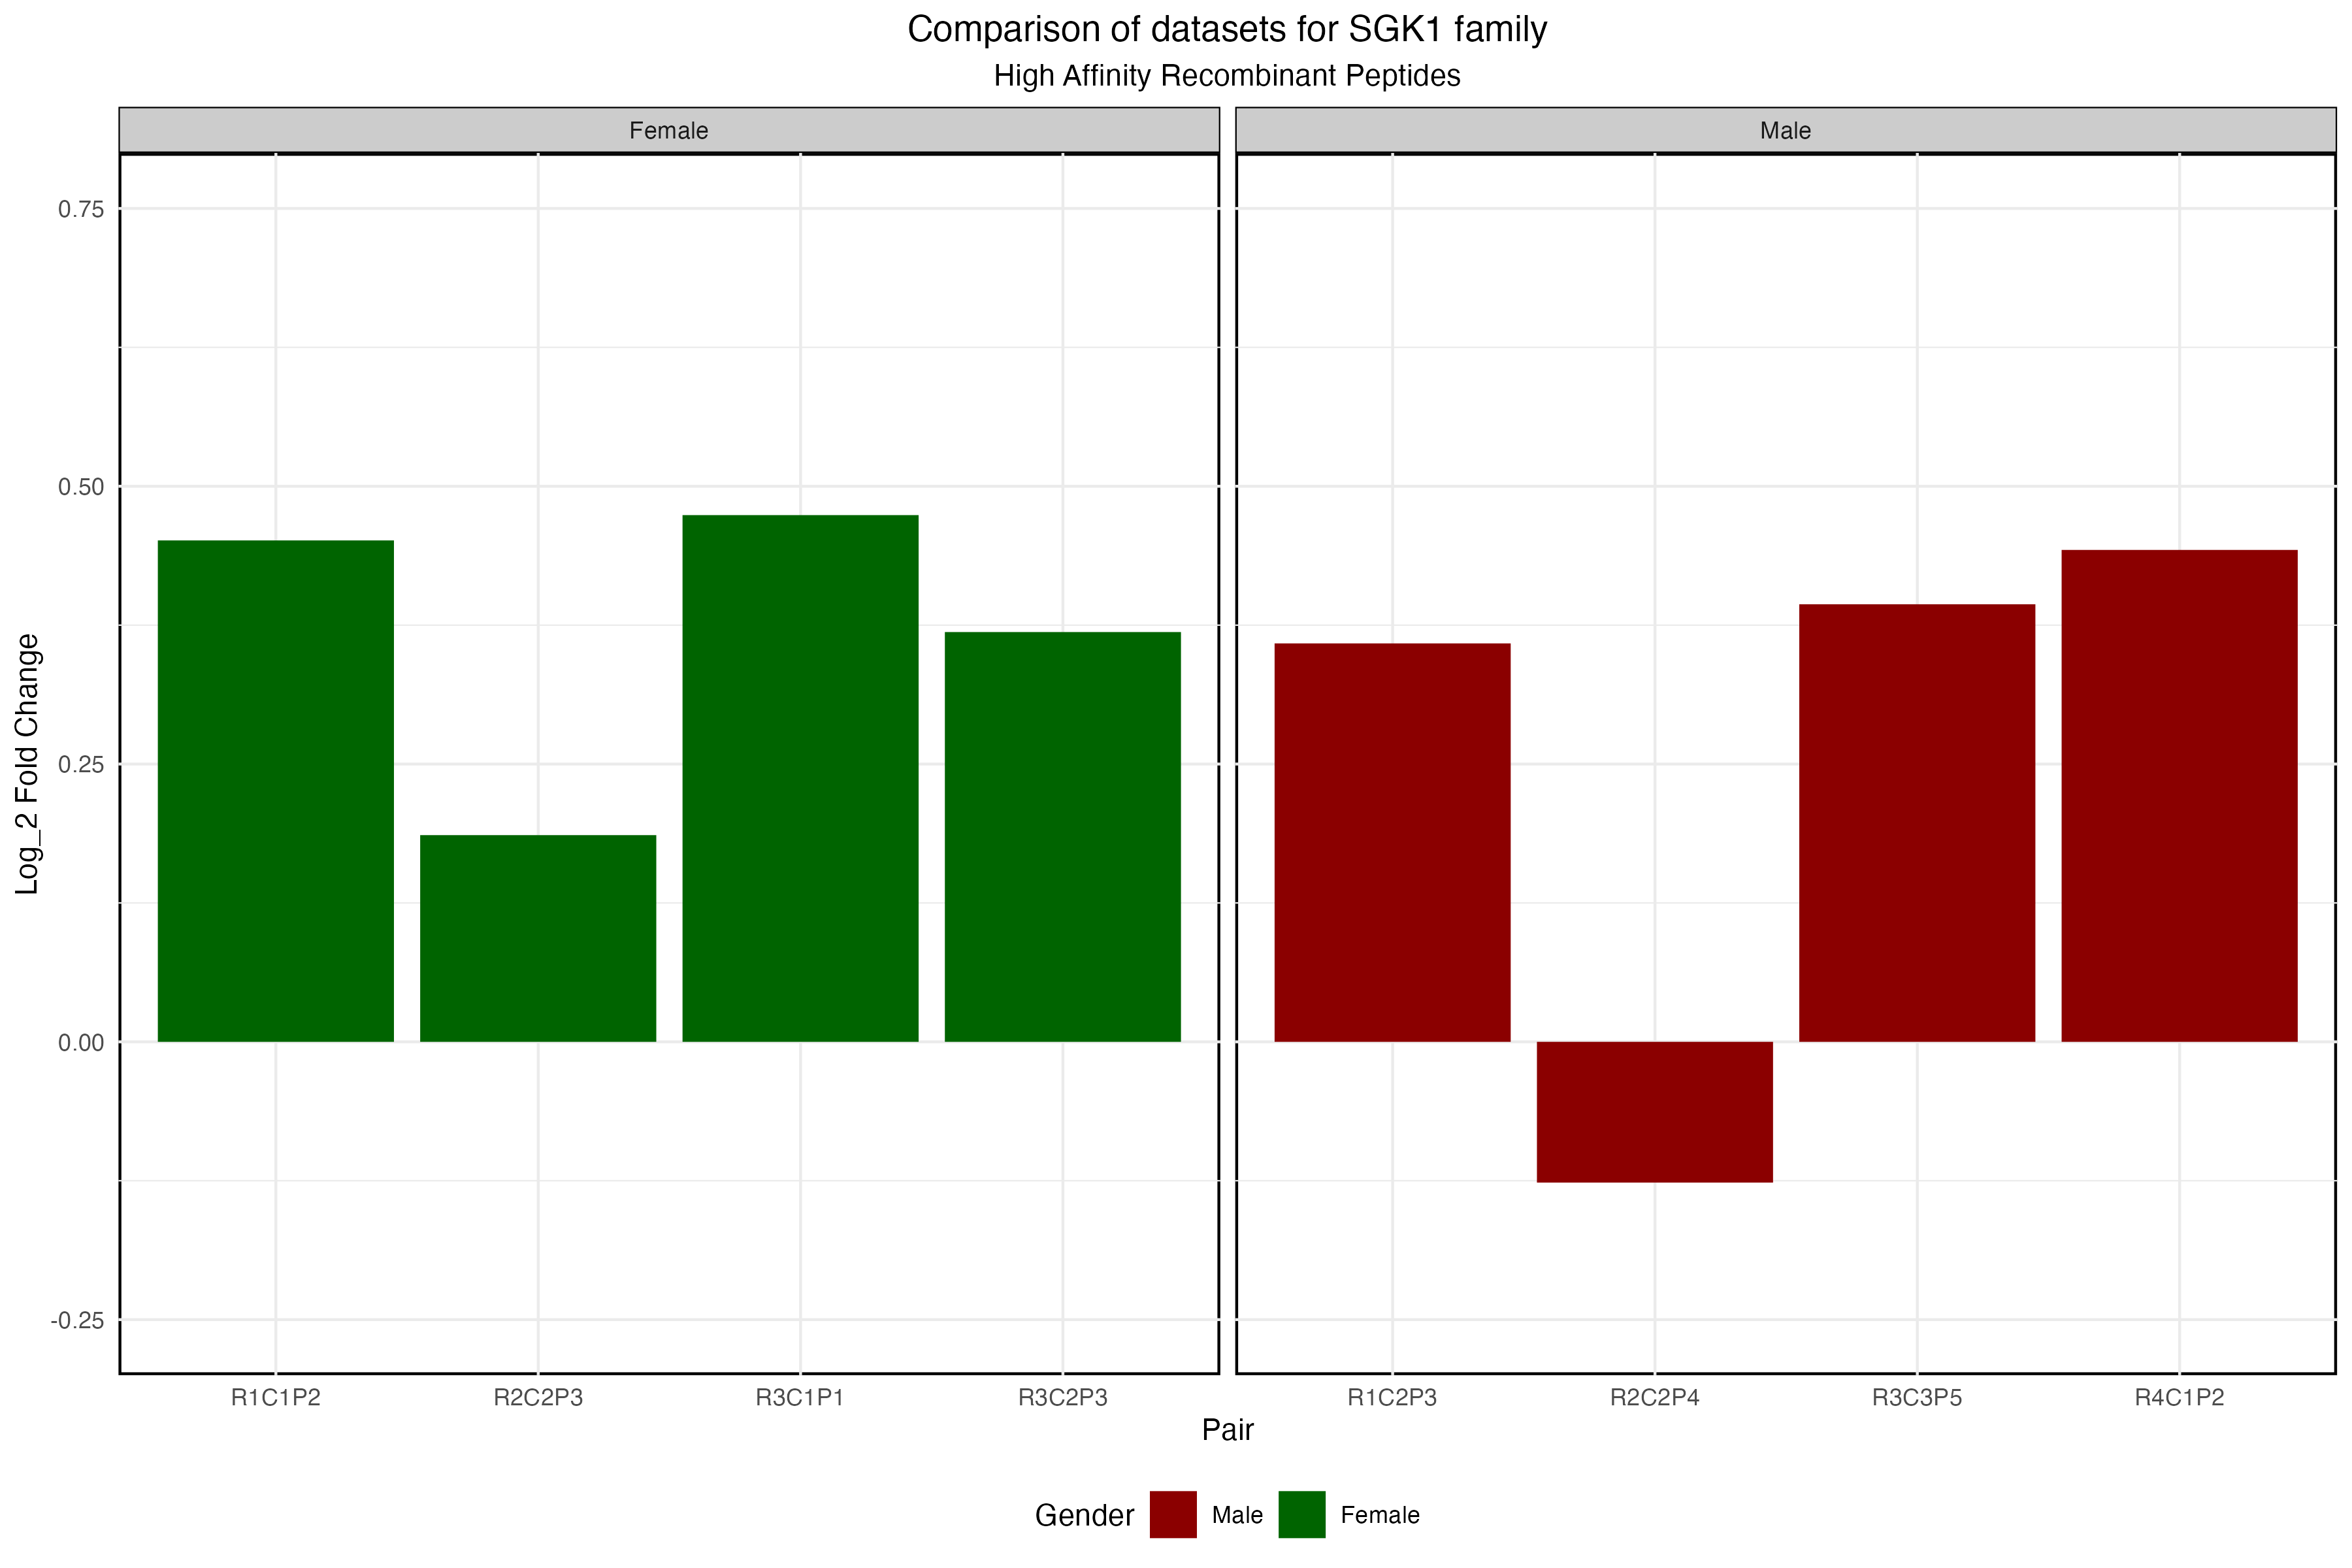 Comparison of datasets for SGK1 family
High Affinity Recombinant Peptides
Female
Male
0.75
0.50
0.25
0.00
-0.25
Log_2 Fold Change
R1C1P2 R2C2P3 R3C1P1 R3C2P3 R1C2P3 R2C2P4 R3C3P5 R4C1P2
Pair
Gender Male Female